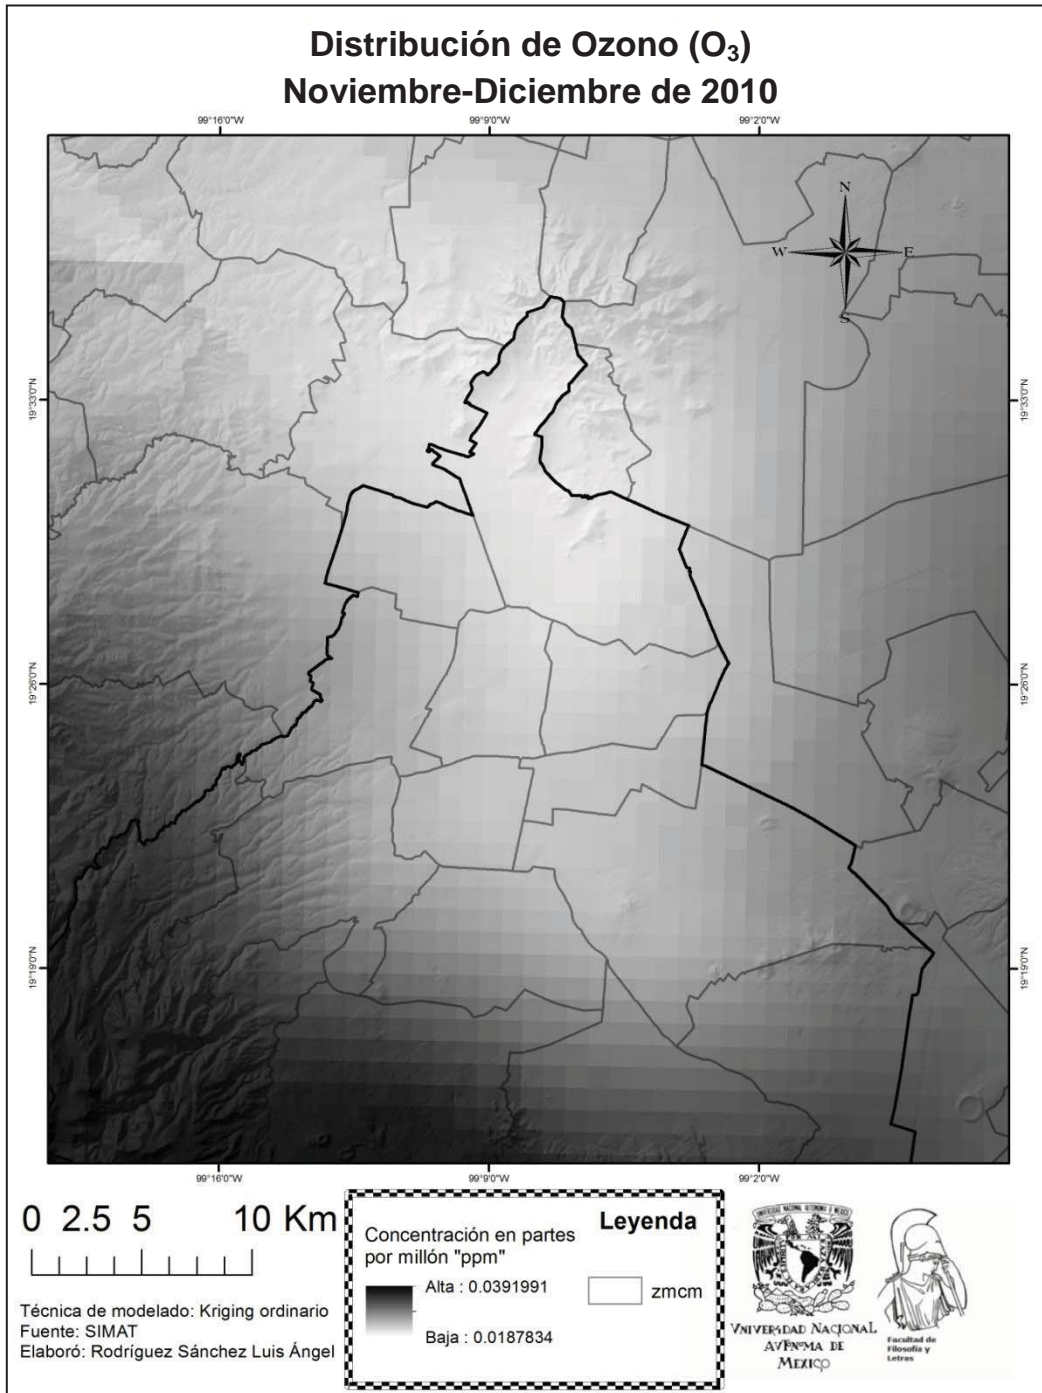 Distribución de Ozono (O₃)
Noviembre-Diciembre de 2010
99°16'0"W
99°9'0"W
99°2'0"W
N
W
E
S
19°33'0"N
19°33'0"N
19°26'0"N
19°26'0"N
19°19'0"N
19°19'0"N
99°16'0"W
99°9'0"W
99°2'0"W
0 2.5 5 10 Km
Técnica de modelado: Kriging ordinario
Fuente: SIMAT
Elaboró: Rodríguez Sánchez Luis Ángel
Leyenda
Concentración en partes
por millón "ppm"
Alta : 0.0391991
Baja : 0.0187834
zmcm
VNIVERSDAD NACIONAL
AVFNMA DE
MEXICO
Facultad de
Filosofía y
Letras